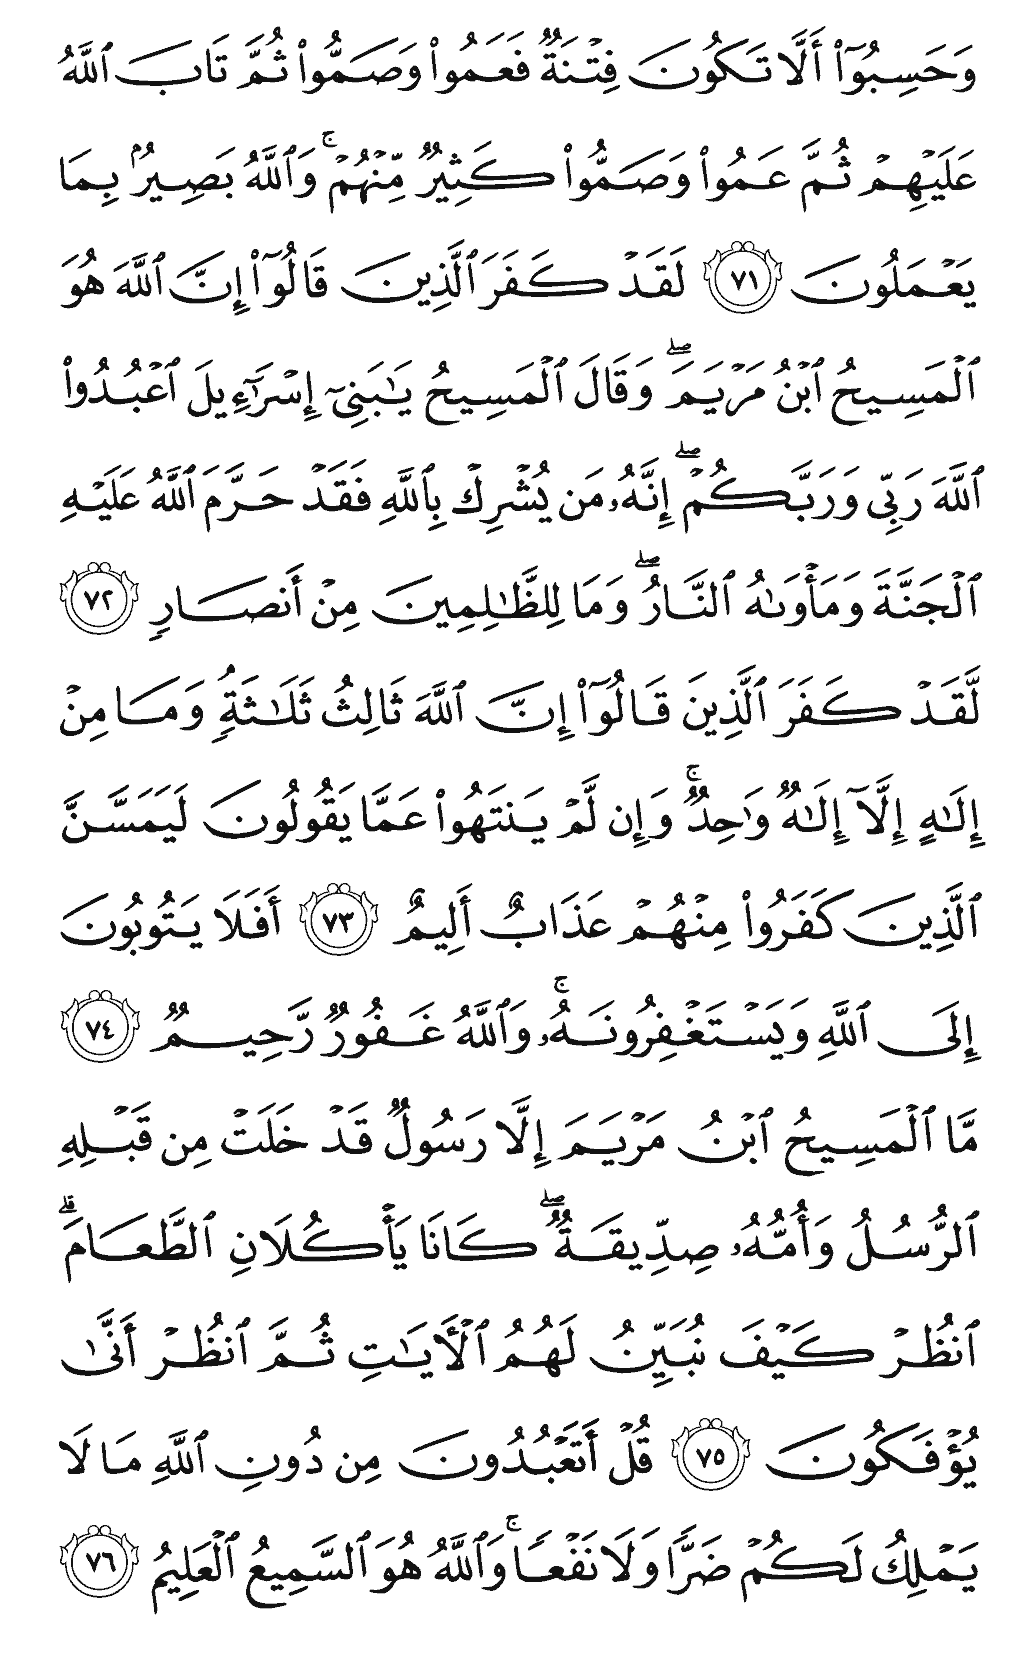 وَحَسِبُوٓا۟ أَلَّا تَكُونَ فِتْنَةٌ فَعَمُوا۟ وَصَمُّوا۟ ثُمَّ تَابَ ٱللَّهُ
عَلَيْهِمْ ثُمَّ عَمُوا۟ وَصَمُّوا۟ كَثِيرٌ مِّنْهُمْ ۚ وَٱللَّهُ بَصِيرٌۢ بِمَا
يَعْمَلُونَ ٧١ لَقَدْ كَفَرَ ٱلَّذِينَ قَالُوٓا۟ إِنَّ ٱللَّهَ هُوَ
ٱلْمَسِيحُ ٱبْنُ مَرْيَمَ ۖ وَقَالَ ٱلْمَسِيحُ يَـٰبَنِىٓ إِسْرَٰٓءِيلَ ٱعْبُدُوا۟
ٱللَّهَ رَبِّى وَرَبَّكُمْ ۖ إِنَّهُۥ مَن يُشْرِكْ بِٱللَّهِ فَقَدْ حَرَّمَ ٱللَّهُ عَلَيْهِ
ٱلْجَنَّةَ وَمَأْوَىٰهُ ٱلنَّارُ ۖ وَمَا لِلظَّـٰلِمِينَ مِنْ أَنصَارٍ ٧٢
لَّقَدْ كَفَرَ ٱلَّذِينَ قَالُوٓا۟ إِنَّ ٱللَّهَ ثَالِثُ ثَلَـٰثَةٍ ۘ وَمَا مِنْ
إِلَـٰهٍ إِلَّآ إِلَـٰهٌ وَٰحِدٌ ۚ وَإِن لَّمْ يَنتَهُوا۟ عَمَّا يَقُولُونَ لَيَمَسَّنَّ
ٱلَّذِينَ كَفَرُوا۟ مِنْهُمْ عَذَابٌ أَلِيمٌ ٧٣ أَفَلَا يَتُوبُونَ
إِلَى ٱللَّهِ وَيَسْتَغْفِرُونَهُۥ ۚ وَٱللَّهُ غَفُورٌ رَّحِيمٌ ٧٤
مَّا ٱلْمَسِيحُ ٱبْنُ مَرْيَمَ إِلَّا رَسُولٌ قَدْ خَلَتْ مِن قَبْلِهِ
ٱلرُّسُلُ وَأُمُّهُۥ صِدِّيقَةٌ ۖ كَانَا يَأْكُلَانِ ٱلطَّعَامَ ۗ
ٱنظُرْ كَيْفَ نُبَيِّنُ لَهُمُ ٱلْـَٔايَـٰتِ ثُمَّ ٱنظُرْ أَنَّىٰ
يُؤْفَكُونَ ٧٥ قُلْ أَتَعْبُدُونَ مِن دُونِ ٱللَّهِ مَا لَا
يَمْلِكُ لَكُمْ ضَرًّا وَلَا نَفْعًا ۚ وَٱللَّهُ هُوَ ٱلسَّمِيعُ ٱلْعَلِيمُ ٧٦